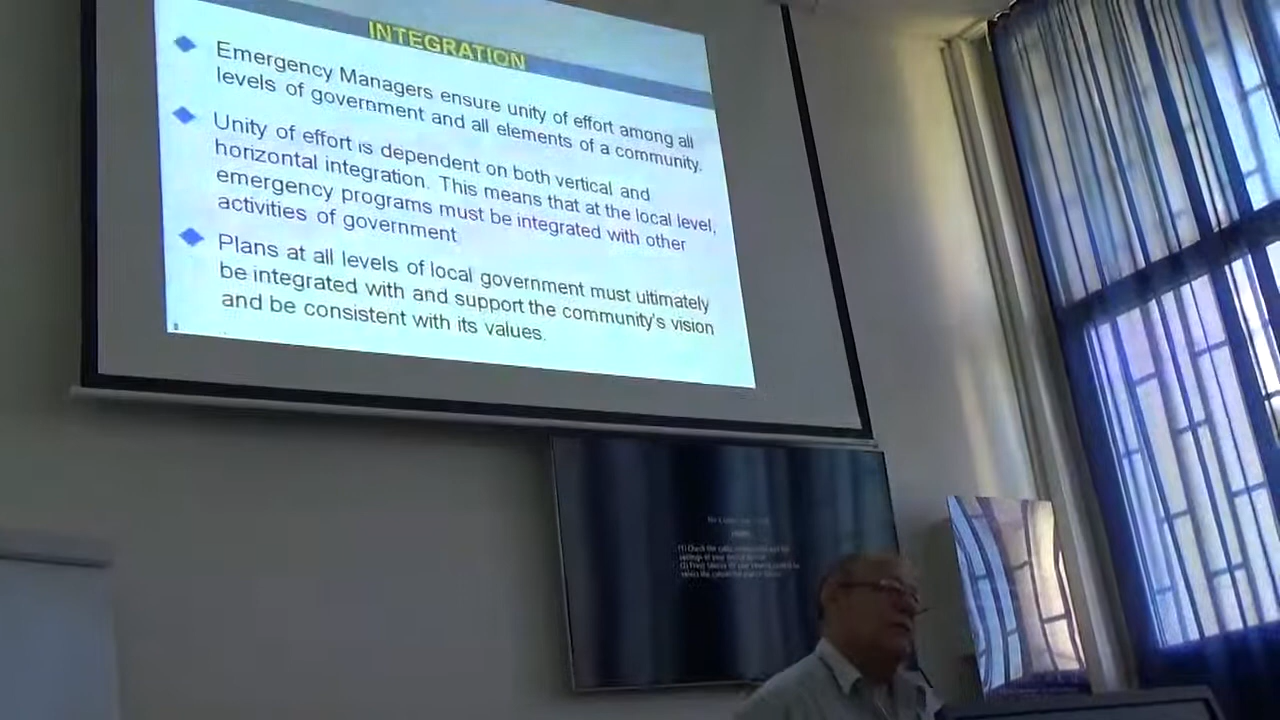 INTEGRATION
Emergency Managers ensure unity of effort among all
levels of government and all elements of a community.
Unity of effort is dependent on both vertical and
horizontal integration. This means that at the local level,
emergency programs must be integrated with other
activities of government
Plans at all levels of local government must ultimately
be integrated with and support the community's vision
and be consistent with its values.
(1) Check the